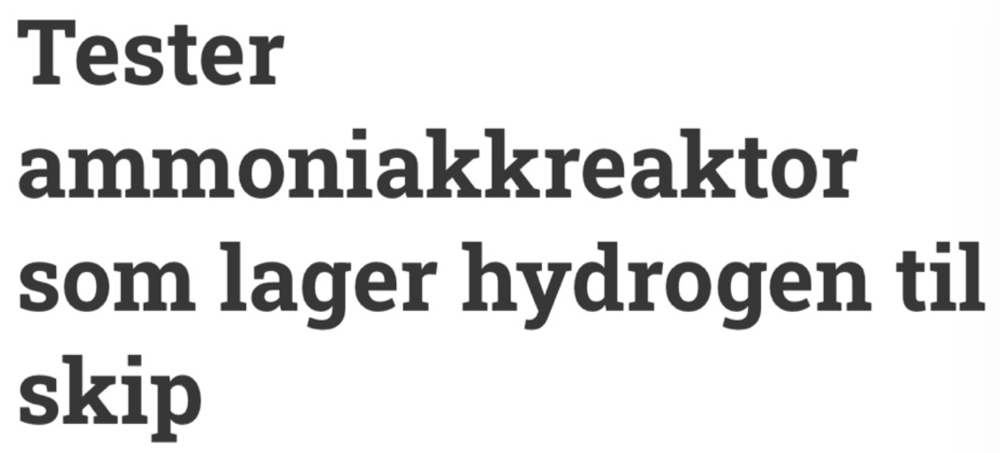 Tester
ammoniakkreaktor
som lager hydrogen til
skip